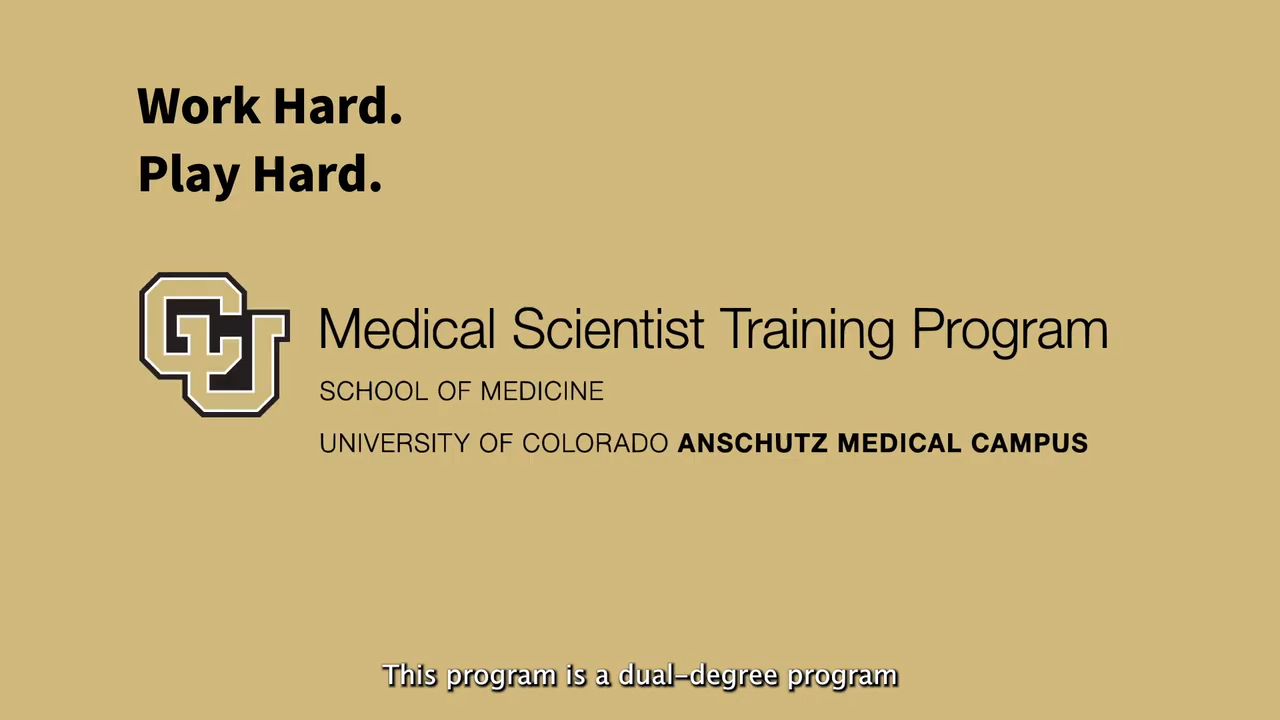 Work Hard.
Play Hard.
CU
Medical Scientist Training Program
SCHOOL OF MEDICINE
UNIVERSITY OF COLORADO ANSCHUTZ MEDICAL CAMPUS
This program is a dual-degree program